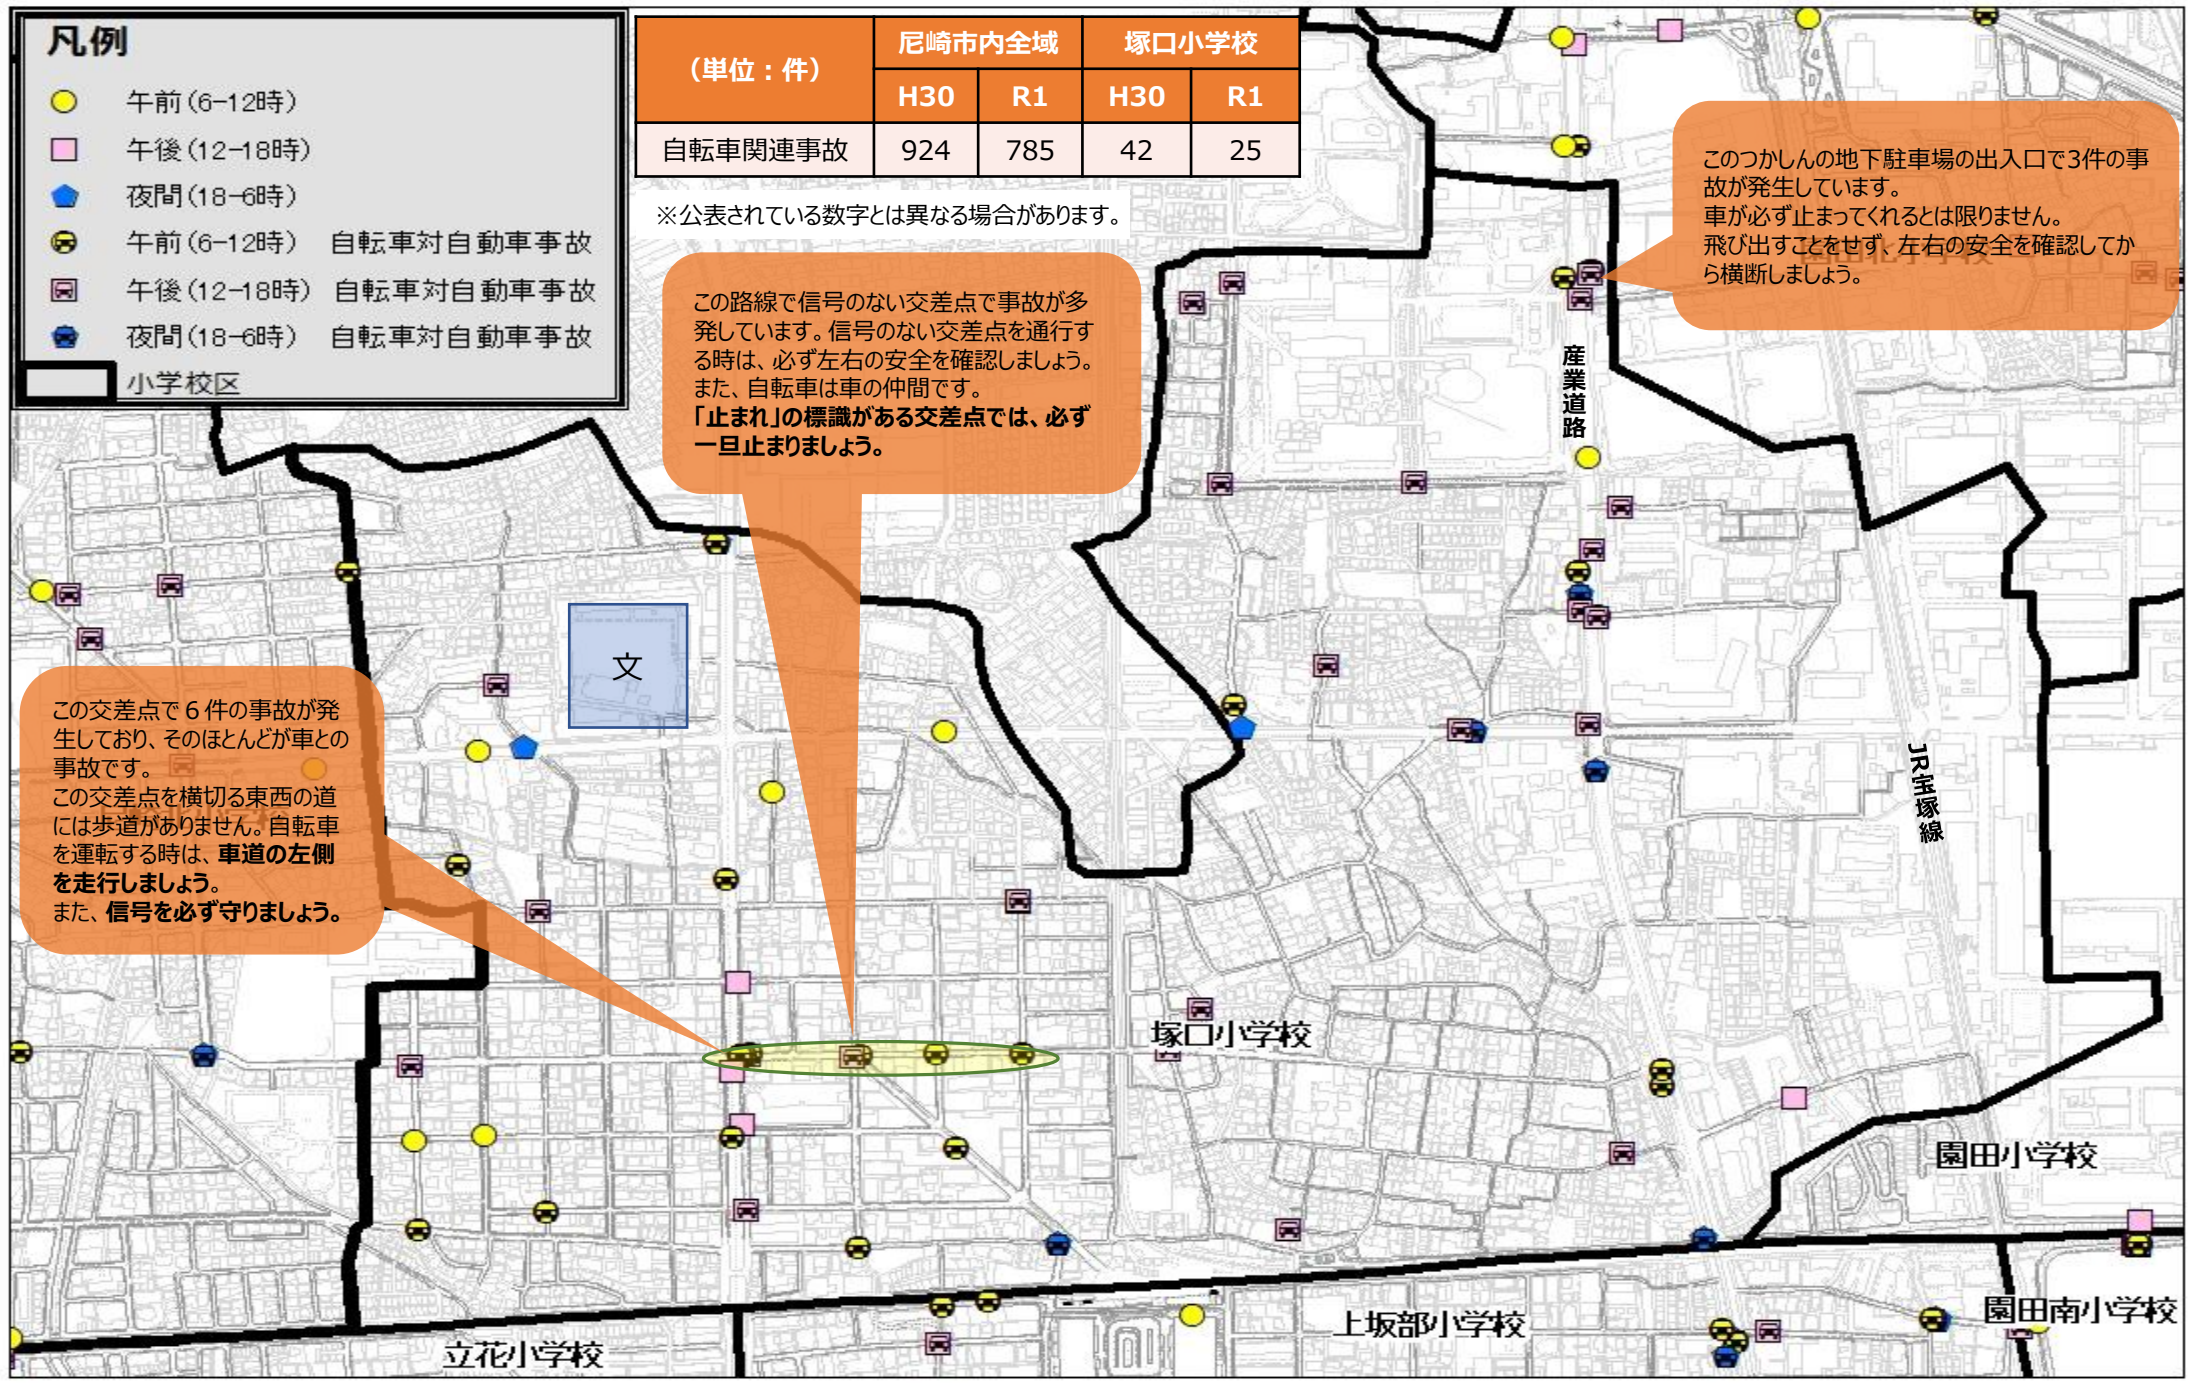 凡例
午前(6-12時)
午後(12-18時)
夜間(18-6時)
午前(6-12時) 自転車対自動車事故
午後(12-18時) 自転車対自動車事故
夜間(18-6時) 自転車対自動車事故
小学校区
(単位：件) 尼崎市内全域 塚口小学校
H30 R1 H30 R1
自転車関連事故 924 785 42 25
※公表されている数字とは異なる場合があります。
このつかしんの地下駐車場の出入口で3件の事
故が発生しています。
車が必ず止まってくれるとは限りません。
飛び出すことをせず、左右の安全を確認してか
ら横断しましょう。
この路線で信号のない交差点で事故が多
発しています。信号のない交差点を通行す
る時は、必ず左右の安全を確認しましょう。
また、自転車は車の仲間です。
「止まれ」の標識がある交差点では、必ず
一旦止まりましょう。
産業道路
文
この交差点で６件の事故が発
生しており、そのほとんどが車との
事故です。
この交差点を横切る東西の道
には歩道がありません。自転車
を運転する時は、車道の左側
を走行しましょう。
また、信号を必ず守りましょう。
JR宝塚線
塚口小学校
園田小学校
園田南小学校
上坂部小学校
立花小学校